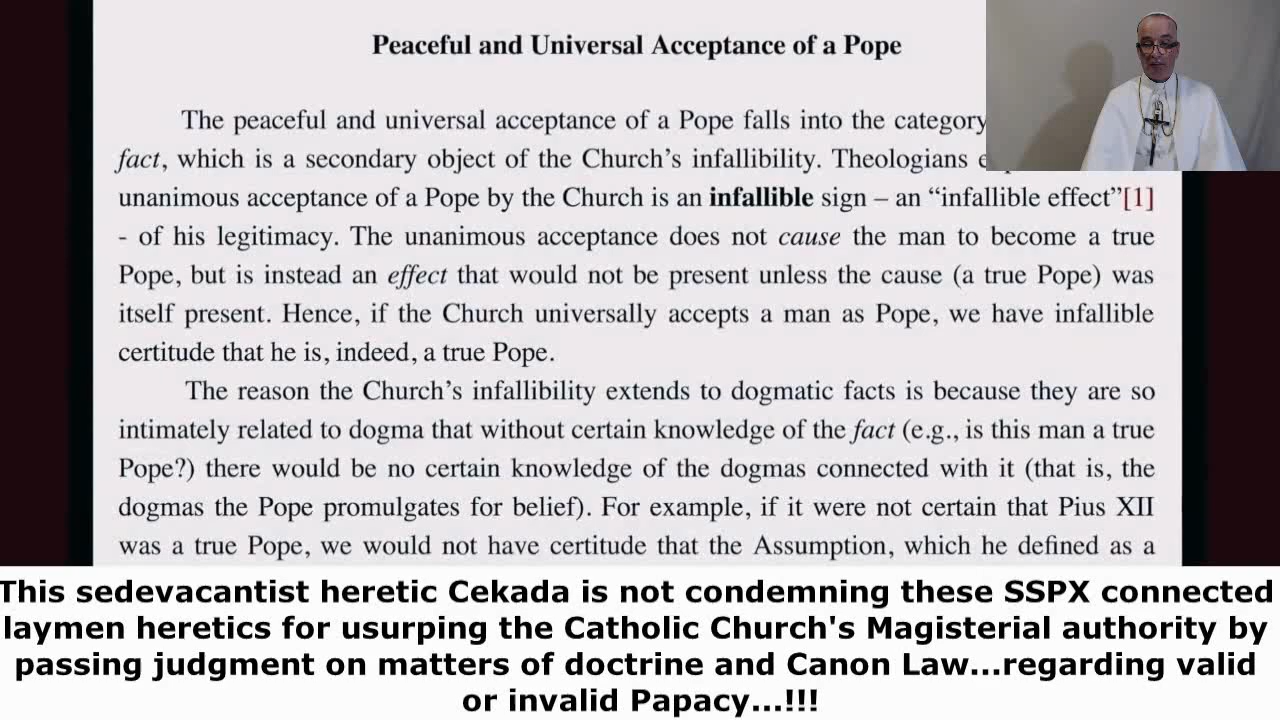 Peaceful and Universal Acceptance of a Pope
The peaceful and universal acceptance of a Pope falls into the category
fact, which is a secondary object of the Church’s infallibility. Theologians
unanimous acceptance of a Pope by the Church is an infallible sign – an “infallible effect”[1]
- of his legitimacy. The unanimous acceptance does not cause the man to become a true
Pope, but is instead an effect that would not be present unless the cause (a true Pope) was
itself present. Hence, if the Church universally accepts a man as Pope, we have infallible
certitude that he is, indeed, a true Pope.
The reason the Church’s infallibility extends to dogmatic facts is because they are so
intimately related to dogma that without certain knowledge of the fact (e.g., is this man a true
Pope?) there would be no certain knowledge of the dogmas connected with it (that is, the
dogmas the Pope promulgates for belief). For example, if it were not certain that Pius XII
was a true Pope, we would not have certitude that the Assumption, which he defined as a
This sedevacantist heretic Cekada is not condemning these SSPX connected
laymen heretics for usurping the Catholic Church's Magisterial authority by
passing judgment on matters of doctrine and Canon Law...regarding valid
or invalid Papacy...!!!